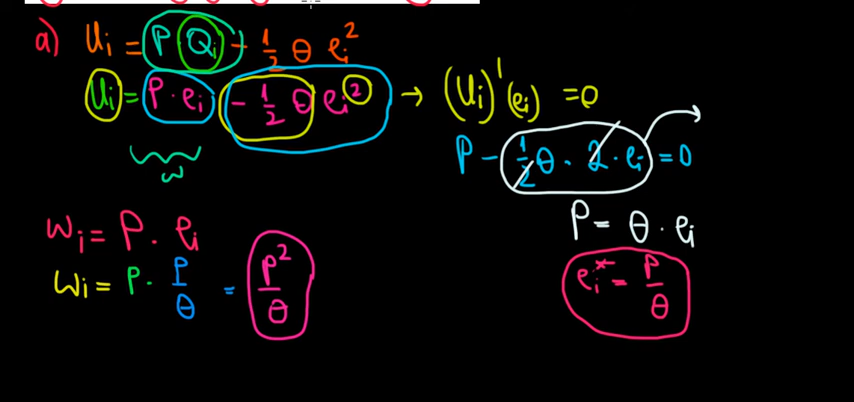 a) Ui = P Qi - 1/2 θ ei²
Ui = P · ei - 1/2 θ ei² → (Ui)'(ei) = 0
w
P - 1/2 θ · 2 · ei = 0
P = θ · ei
ei* = P/θ
wi = P · ei
wi = P · P/θ = P²/θ